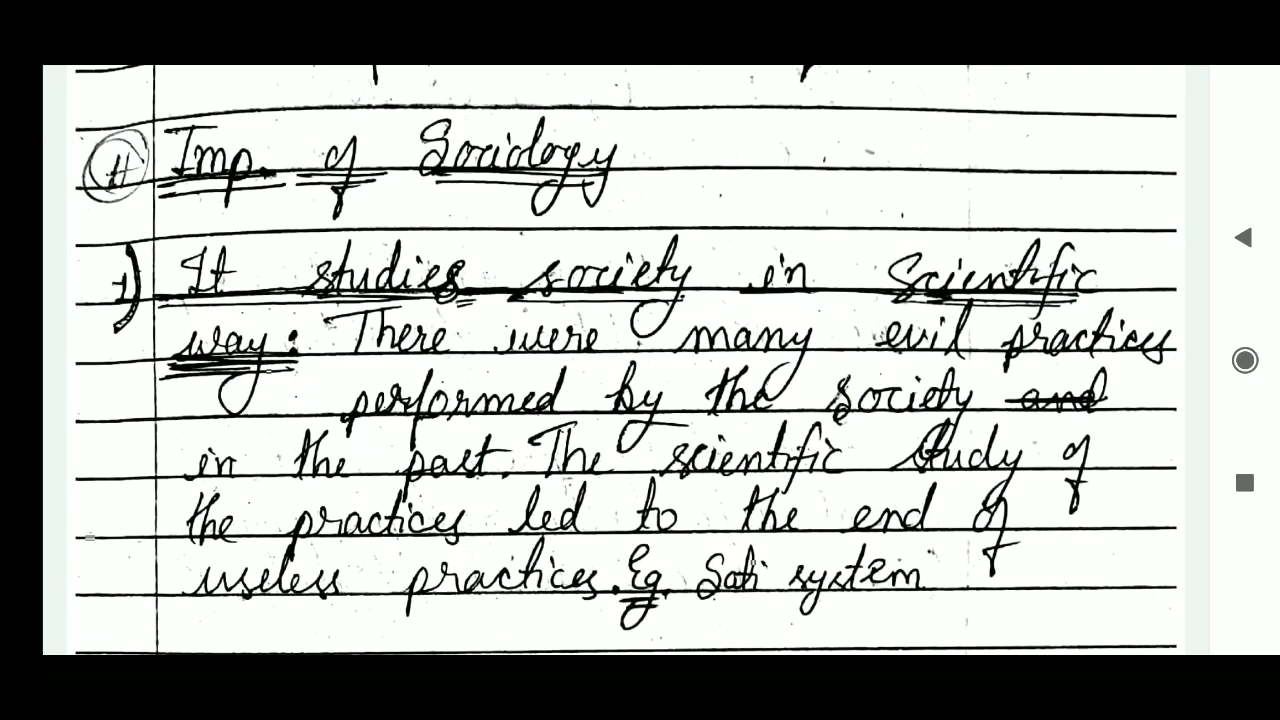 # Imp. of Sociology
1) It studies society in Scientific
way: There were many evil practices
performed by the society and
in the past. The scientific study of
the practices led to the end of
useless practices. Eg. Sati system